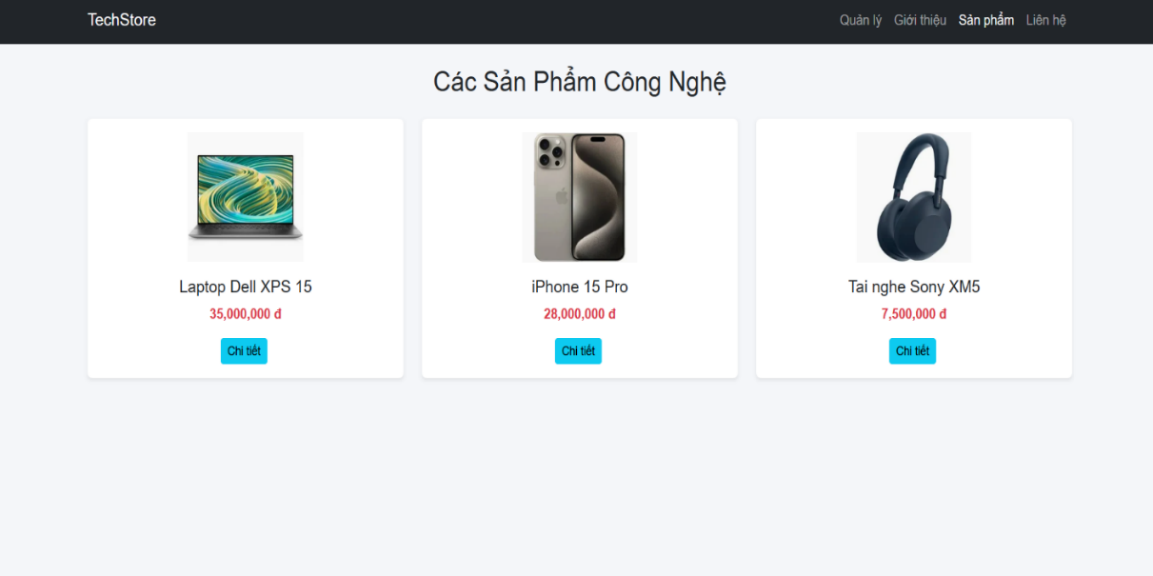 TechStore
Quản lý Giới thiệu Sản phẩm Liên hệ
Các Sản Phẩm Công Nghệ
Laptop Dell XPS 15
35,000,000 đ
Chi tiết
iPhone 15 Pro
28,000,000 đ
Chi tiết
Tai nghe Sony XM5
7,500,000 đ
Chi tiết